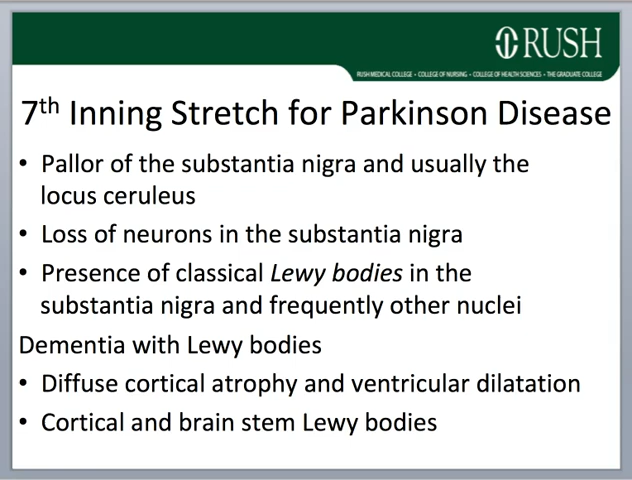 RUSH
RUSH MEDICAL COLLEGE • COLLEGE OF NURSING • COLLEGE OF HEALTH SCIENCES • THE GRADUATE COLLEGE
7th Inning Stretch for Parkinson Disease
• Pallor of the substantia nigra and usually the
locus ceruleus
• Loss of neurons in the substantia nigra
• Presence of classical Lewy bodies in the
substantia nigra and frequently other nuclei
Dementia with Lewy bodies
• Diffuse cortical atrophy and ventricular dilatation
• Cortical and brain stem Lewy bodies